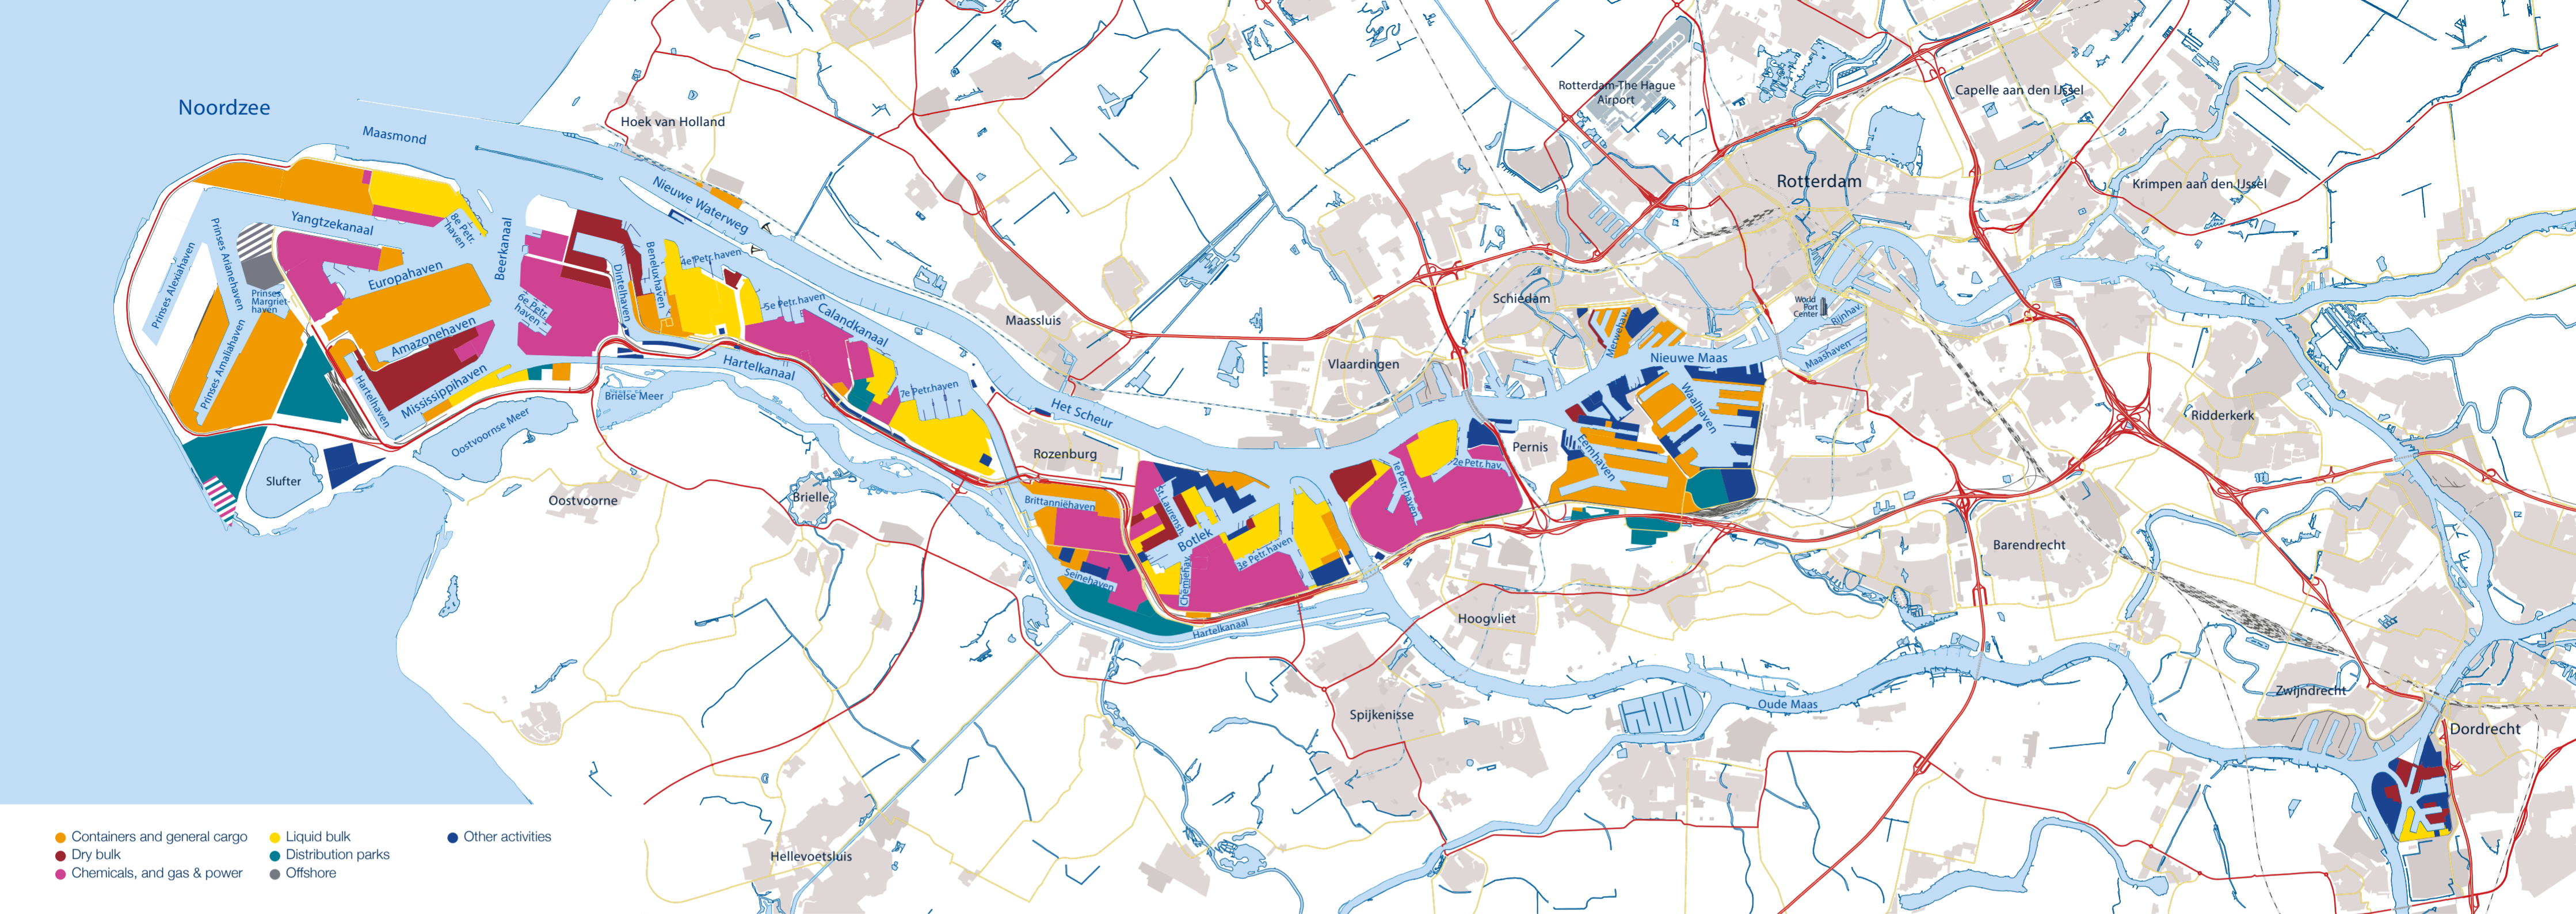 Noordzee
Maasmond
Hoek van Holland
Nieuwe Waterweg
Yangtzekanaal
8e Petr.
haven
Beerkanaal
Prinses Alexiahaven
Prinses Arianehaven
Prinses
Margriet-
haven
Prinses Amaliahaven
Europahaven
Amazonehaven
Mississippihaven
Hartelhaven
6e Petr.
haven
Dintelhaven
Beneluxhaven
4e Petr. haven
5e Petr. haven
Calandkanaal
7e Petr.haven
Hartelkanaal
Brielse Meer
Oostvoornse Meer
Slufter
Oostvoorne
Brielle
Maassluis
Het Scheur
Rozenburg
Brittanniëhaven
Seinehaven
St. Laurensh.
Botlek
Chemiehav.
3e Petr. haven
Hartelkanaal
1e Petr. haven
2e Petr. hav.
Pernis
Vlaardingen
Schiedam
Rotterdam-The Hague
Airport
Rotterdam
Capelle aan den IJssel
Krimpen aan den IJssel
World
Port
Center
Rijnhav.
Maashaven
Merwehav.
Nieuwe Maas
Waalhaven
Eemhaven
Ridderkerk
Barendrecht
Hoogvliet
Spijkenisse
Oude Maas
Zwijndrecht
Dordrecht
Hellevoetsluis
Containers and general cargo
Dry bulk
Chemicals, and gas & power
Liquid bulk
Distribution parks
Offshore
Other activities